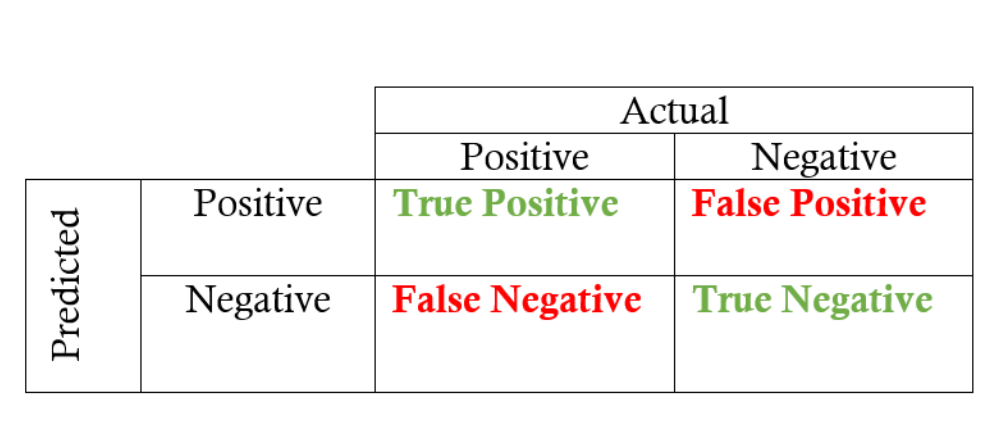 Actual
Positive Negative
Predicted
Positive True Positive False Positive
Negative False Negative True Negative